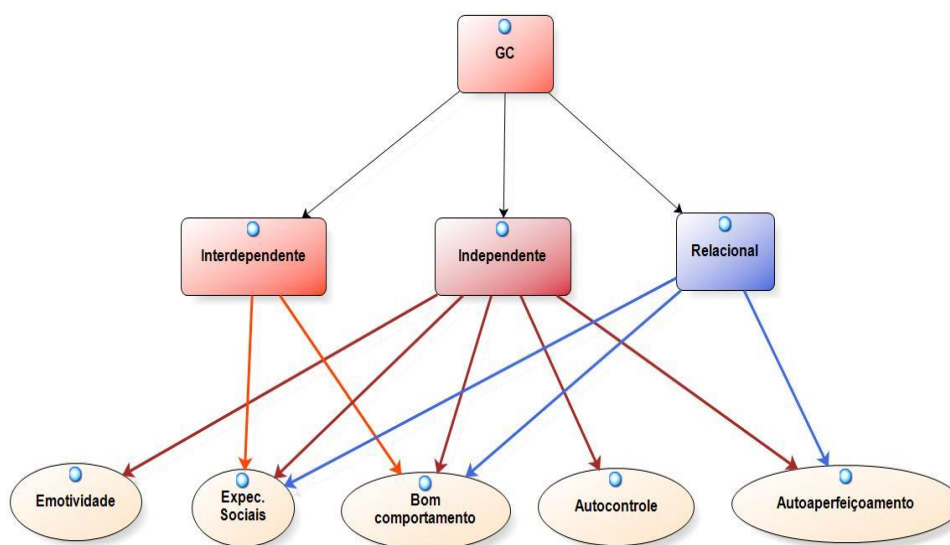 GC
Interdependente
Independente
Relacional
Emotividade
Expec.
Sociais
Bom
comportamento
Autocontrole
Autoaperfeiçoamento